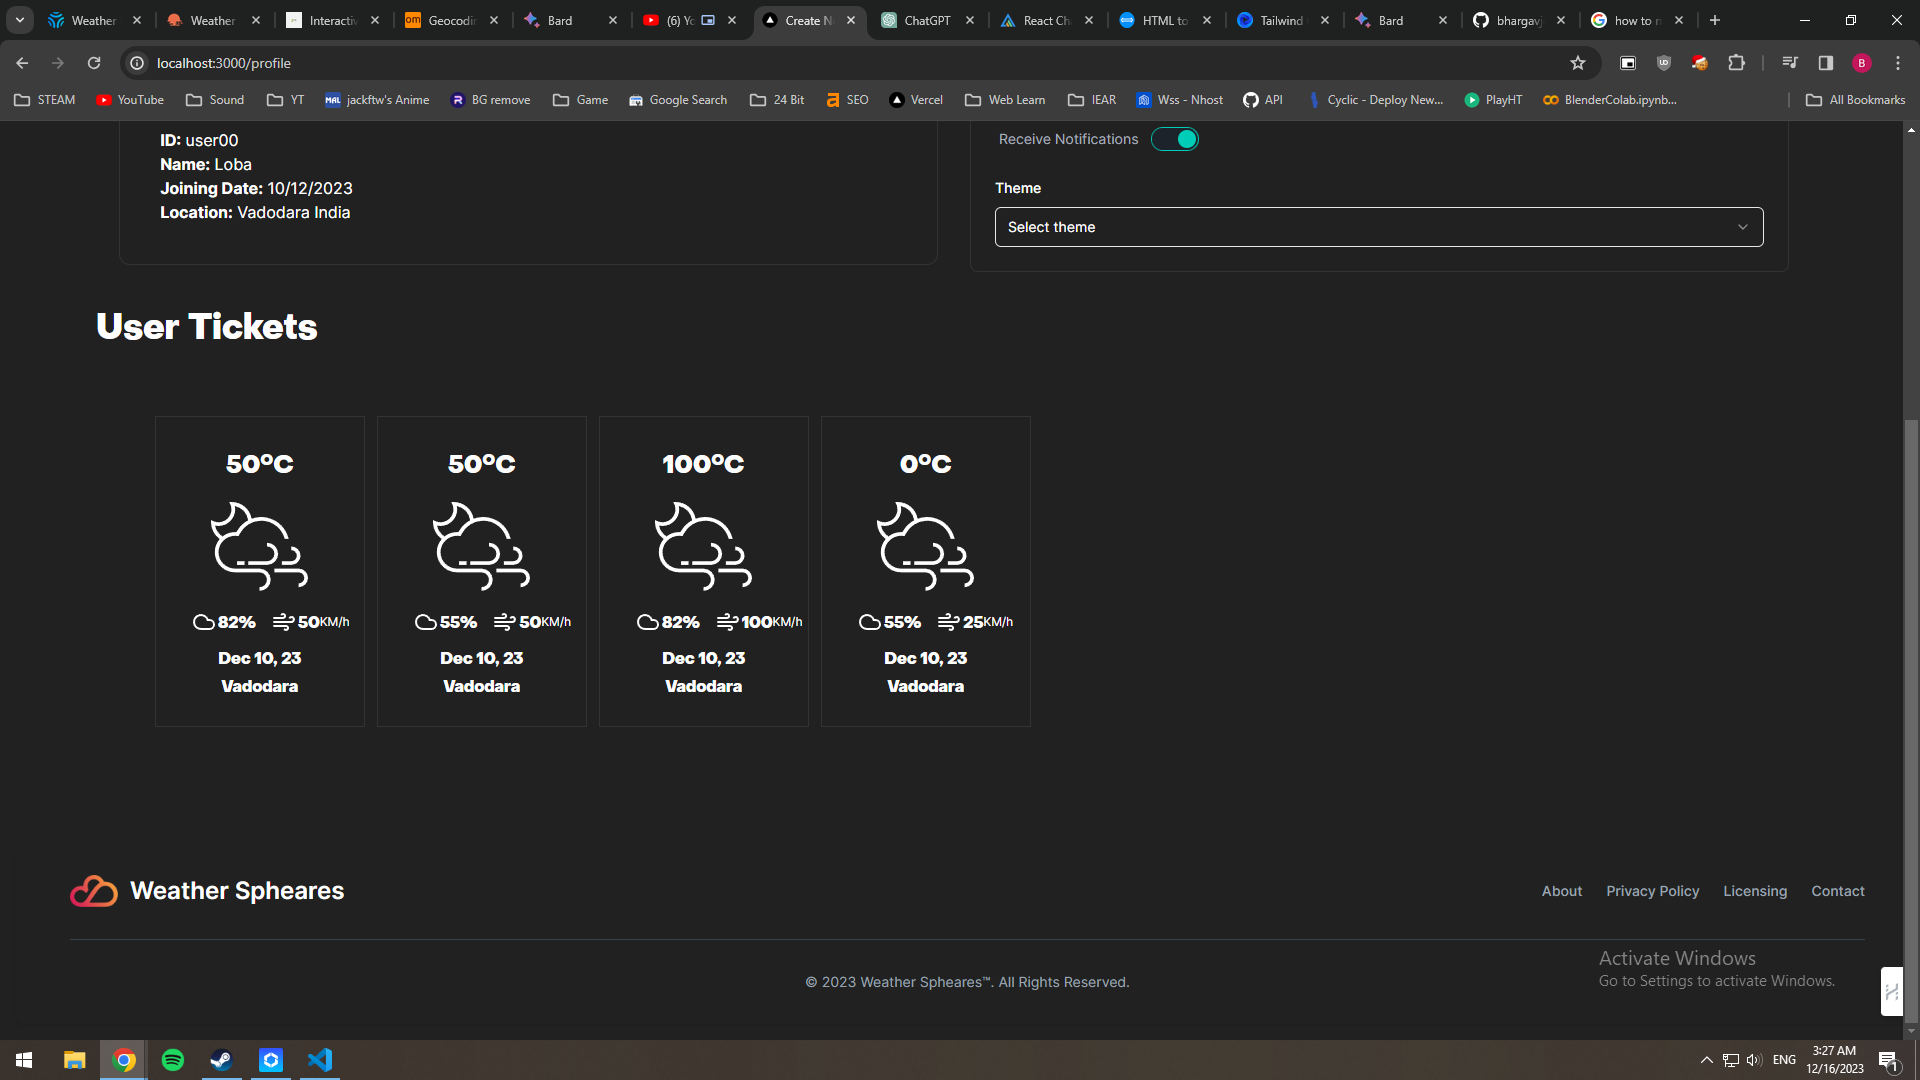 Weather
Weather
Interactiv
om Geocodin
Bard
(6) Yo
Create N
ChatGPT
React Ch
HTML to
Tailwind
Bard
bhargavj
how to n
localhost:3000/profile
B
STEAM
YouTube
Sound
YT
MAL jackftw's Anime
R BG remove
Game
Google Search
24 Bit
SEO
Vercel
Web Learn
IEAR
Wss - Nhost
API
Cyclic - Deploy New...
PlayHT
BlenderColab.ipynb...
All Bookmarks
ID: user00
Name: Loba
Joining Date: 10/12/2023
Location: Vadodara India
Receive Notifications
Theme
Select theme
User Tickets
50°C
82% 50KM/h
Dec 10, 23
Vadodara
50°C
55% 50KM/h
Dec 10, 23
Vadodara
100°C
82% 100KM/h
Dec 10, 23
Vadodara
0°C
55% 25KM/h
Dec 10, 23
Vadodara
Weather Spheares
About Privacy Policy Licensing Contact
© 2023 Weather Spheares™. All Rights Reserved.
Activate Windows
Go to Settings to activate Windows.
ENG
3:27 AM
12/16/2023
1